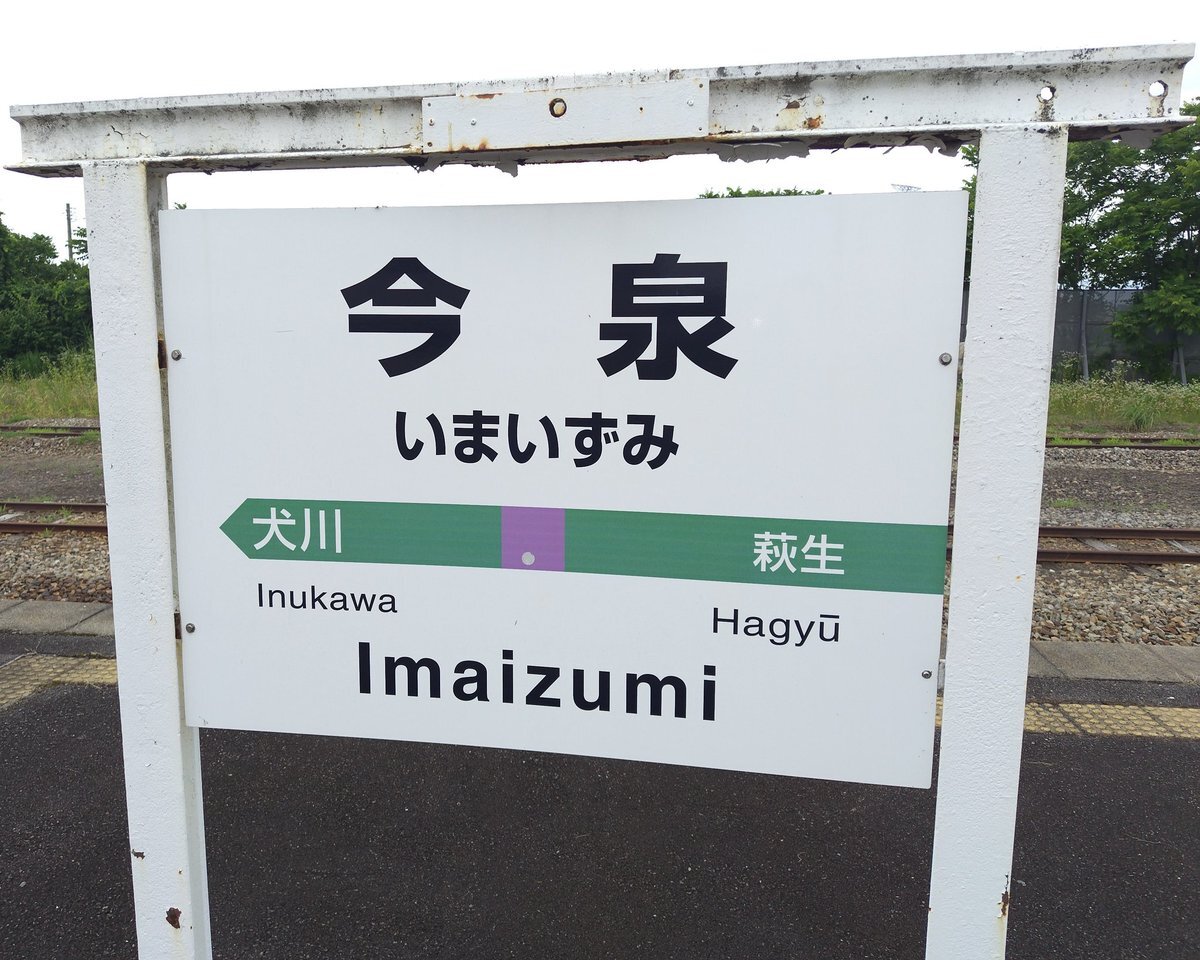 今泉
いまいずみ
犬川 萩生
Inukawa Hagyū
Imaizumi